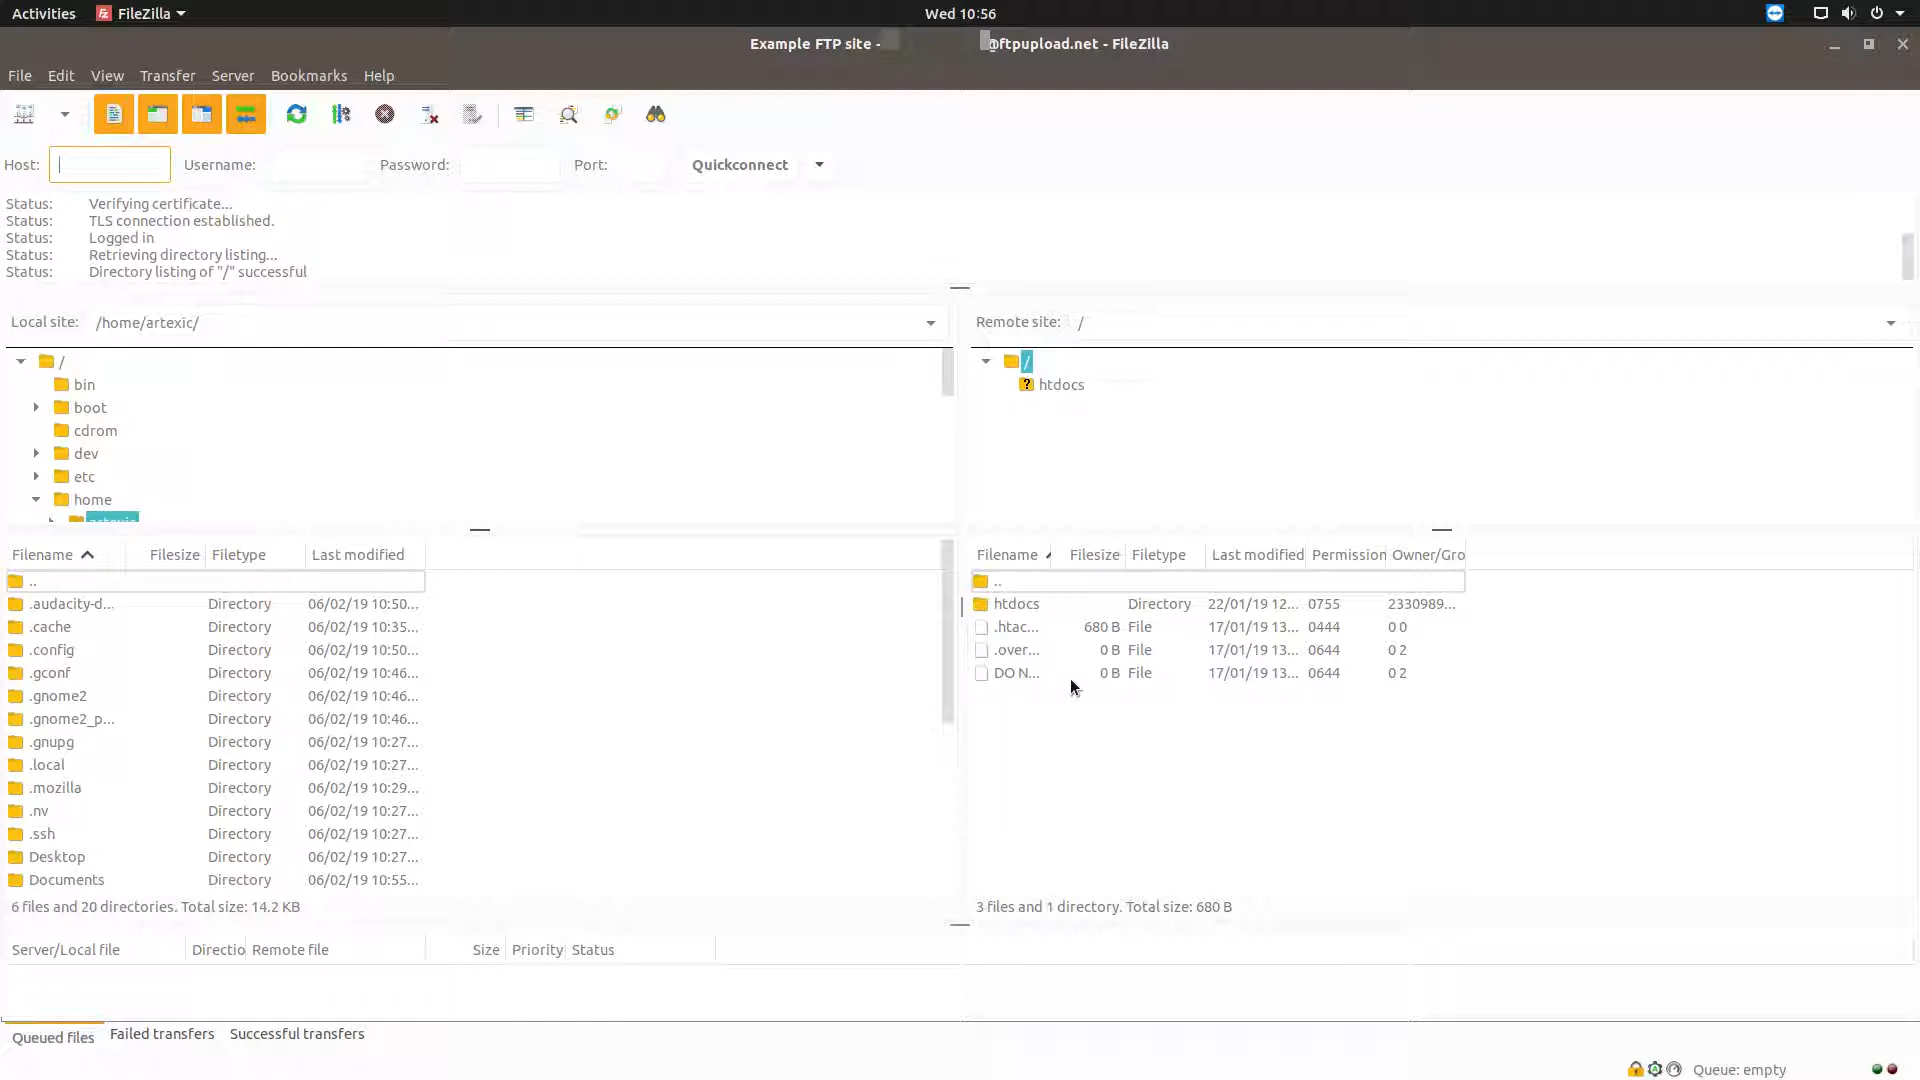 Activities FileZilla Wed 10:56
Example FTP site - @ftpupload.net - FileZilla
File Edit View Transfer Server Bookmarks Help
Host: Username: Password: Port: Quickconnect
Status: Verifying certificate...
Status: TLS connection established.
Status: Logged in
Status: Retrieving directory listing...
Status: Directory listing of "/" successful
Local site: /home/artexic/
/
bin
boot
cdrom
dev
etc
home
artexic
Remote site: /
/
htdocs
Filename Filesize Filetype Last modified
..
.audacity-d... Directory 06/02/19 10:50...
.cache Directory 06/02/19 10:35...
.config Directory 06/02/19 10:50...
.gconf Directory 06/02/19 10:46...
.gnome2 Directory 06/02/19 10:46...
.gnome2_p... Directory 06/02/19 10:46...
.gnupg Directory 06/02/19 10:27...
.local Directory 06/02/19 10:27...
.mozilla Directory 06/02/19 10:29...
.nv Directory 06/02/19 10:27...
.ssh Directory 06/02/19 10:27...
Desktop Directory 06/02/19 10:27...
Documents Directory 06/02/19 10:55...
6 files and 20 directories. Total size: 14.2 KB
Filename Filesize Filetype Last modified Permission Owner/Gro
..
htdocs Directory 22/01/19 12... 0755 2330989...
.htac... 680 B File 17/01/19 13... 0444 0 0
.over... 0 B File 17/01/19 13... 0644 0 2
DO N... 0 B File 17/01/19 13... 0644 0 2
3 files and 1 directory. Total size: 680 B
Server/Local file Directio Remote file Size Priority Status
Queued files Failed transfers Successful transfers
Queue: empty